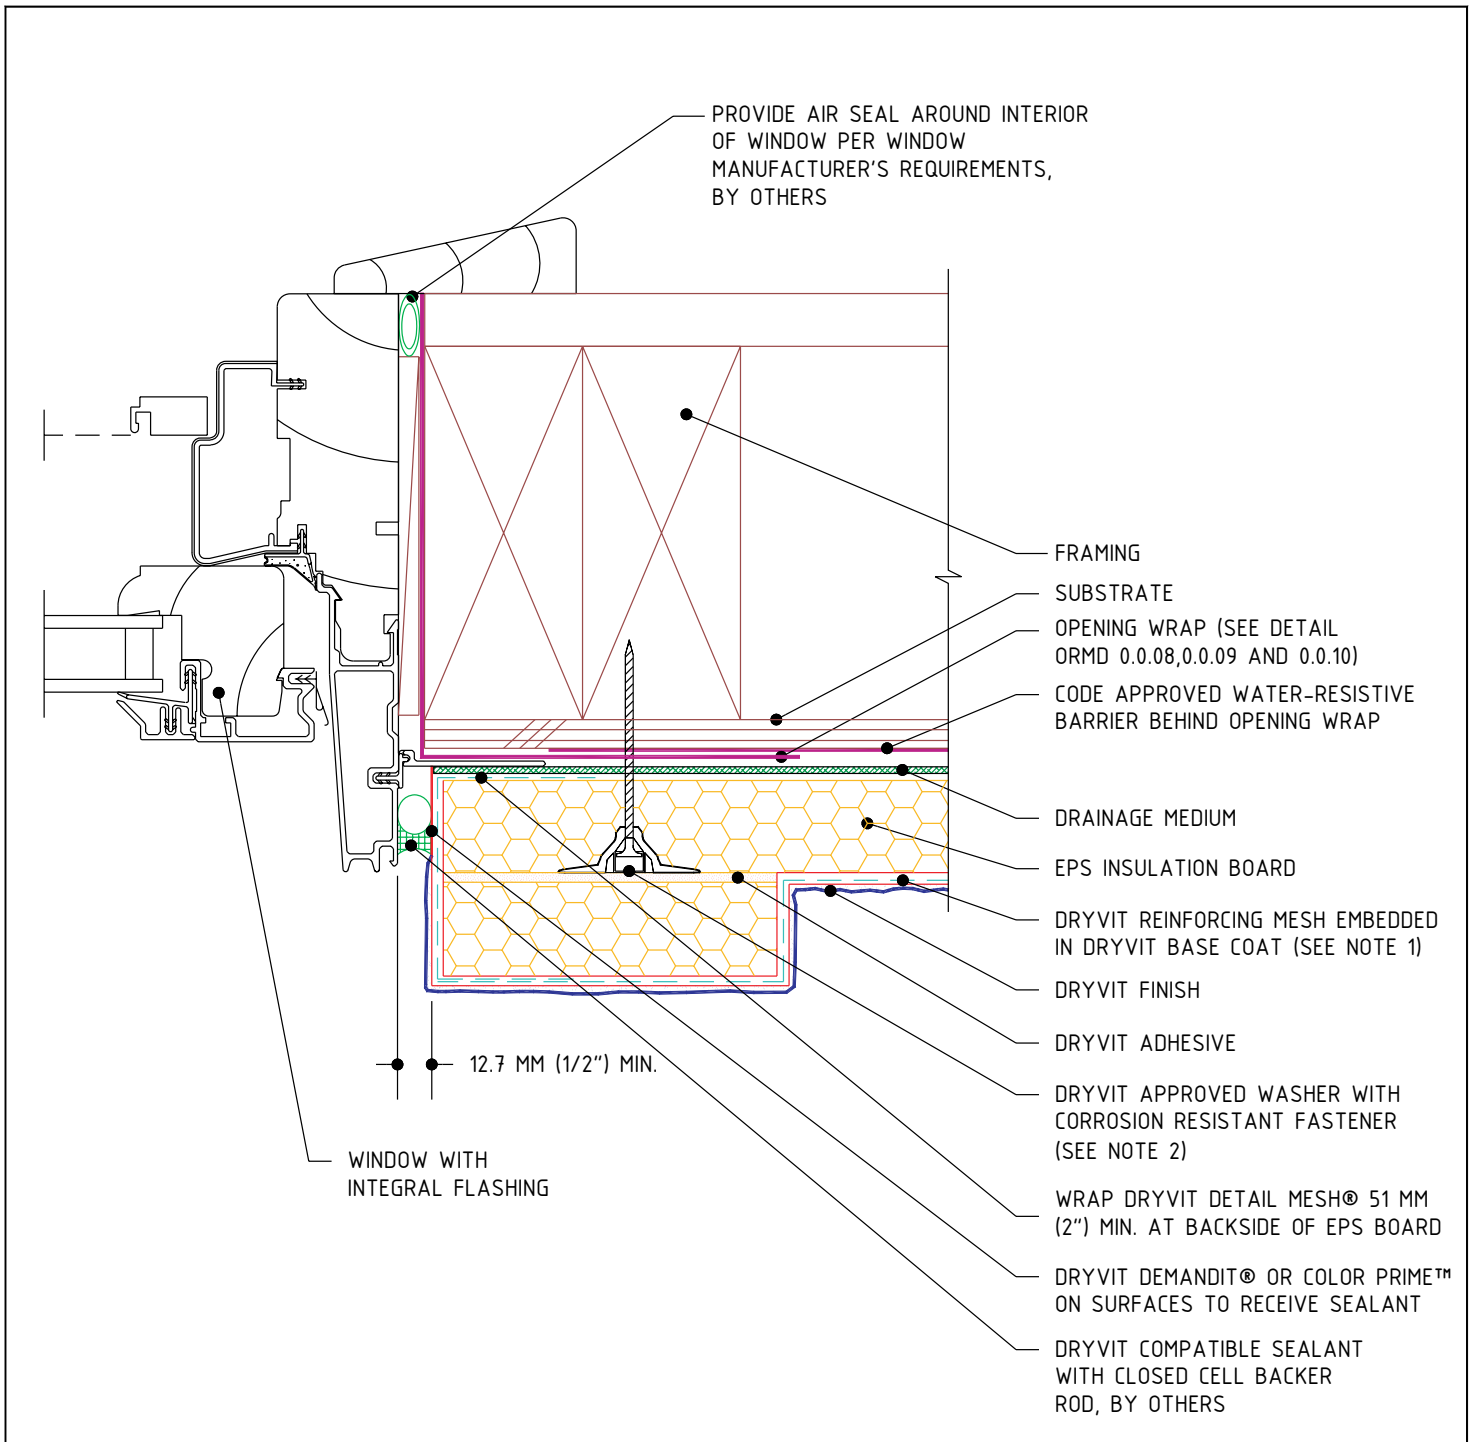 PROVIDE AIR SEAL AROUND INTERIOR
OF WINDOW PER WINDOW
MANUFACTURER'S REQUIREMENTS,
BY OTHERS
FRAMING
SUBSTRATE
OPENING WRAP (SEE DETAIL
ORMD 0.0.08,0.0.09 AND 0.0.10)
CODE APPROVED WATER-RESISTIVE
BARRIER BEHIND OPENING WRAP
DRAINAGE MEDIUM
EPS INSULATION BOARD
DRYVIT REINFORCING MESH EMBEDDED
IN DRYVIT BASE COAT (SEE NOTE 1)
DRYVIT FINISH
DRYVIT ADHESIVE
12.7 MM (1/2") MIN.
DRYVIT APPROVED WASHER WITH
CORROSION RESISTANT FASTENER
(SEE NOTE 2)
WINDOW WITH
INTEGRAL FLASHING
WRAP DRYVIT DETAIL MESH® 51 MM
(2") MIN. AT BACKSIDE OF EPS BOARD
DRYVIT DEMANDIT® OR COLOR PRIME™
ON SURFACES TO RECEIVE SEALANT
DRYVIT COMPATIBLE SEALANT
WITH CLOSED CELL BACKER
ROD, BY OTHERS